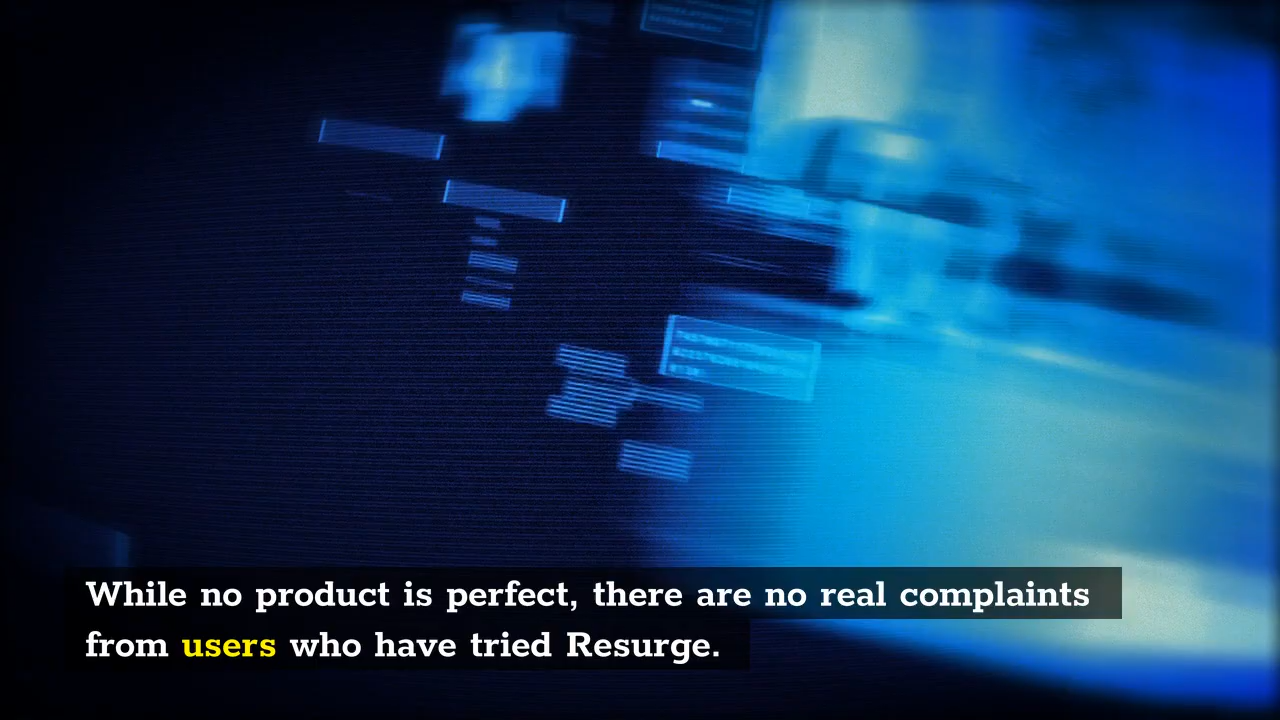 While no product is perfect, there are no real complaints
from users who have tried Resurge.